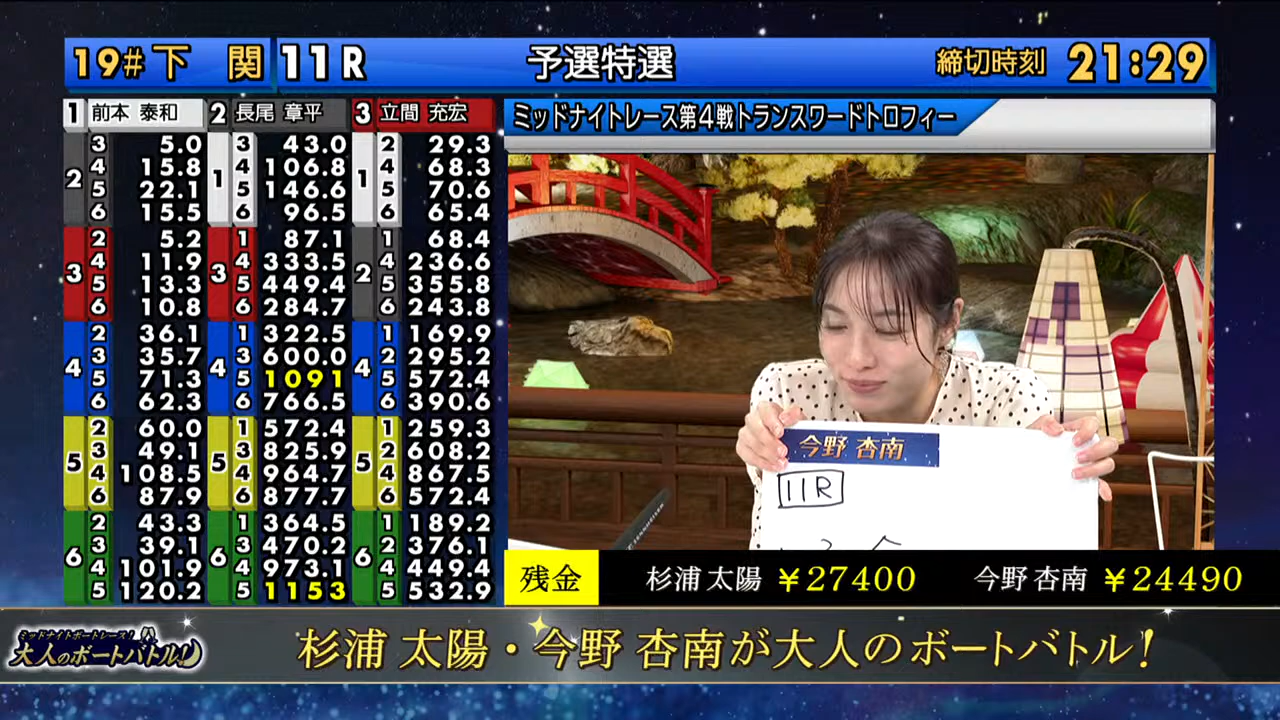 19# 下 関 11R 予選特選 締切時刻 21:29
1 前本 泰和 2 長尾 章平 3 立間 充宏
ミッドナイトレース第4戦トランスワードトロフィー
2 3 5.0 1 3 43.0 1 2 29.3
4 15.8 4 106.8 4 68.3
5 22.1 5 146.6 5 70.6
6 15.5 6 96.5 6 65.4
3 2 5.2 3 1 87.1 2 1 68.4
4 11.9 4 333.5 4 236.6
5 13.3 5 449.4 5 355.8
6 10.8 6 284.7 6 243.8
4 2 36.1 4 1 322.5 4 1 169.9
3 35.7 3 600.0 2 295.2
5 71.3 5 1091 5 572.4
6 62.3 6 766.5 6 390.6
5 2 60.0 5 1 572.4 5 1 259.3
3 49.1 3 825.9 2 608.2
4 108.5 4 964.7 4 867.5
6 87.9 6 877.7 6 572.4
6 2 43.3 6 1 364.5 6 1 189.2
3 39.1 3 470.2 2 376.1
4 101.9 4 973.1 4 449.4
5 120.2 5 1153 5 532.9
今野 杏南
11R
SENNHEISER
残金 杉浦 太陽 ¥27400 今野 杏南 ¥24490
ミッドナイトボートレース!
大人のボートバトル!
杉浦 太陽・今野 杏南が大人のボートバトル!